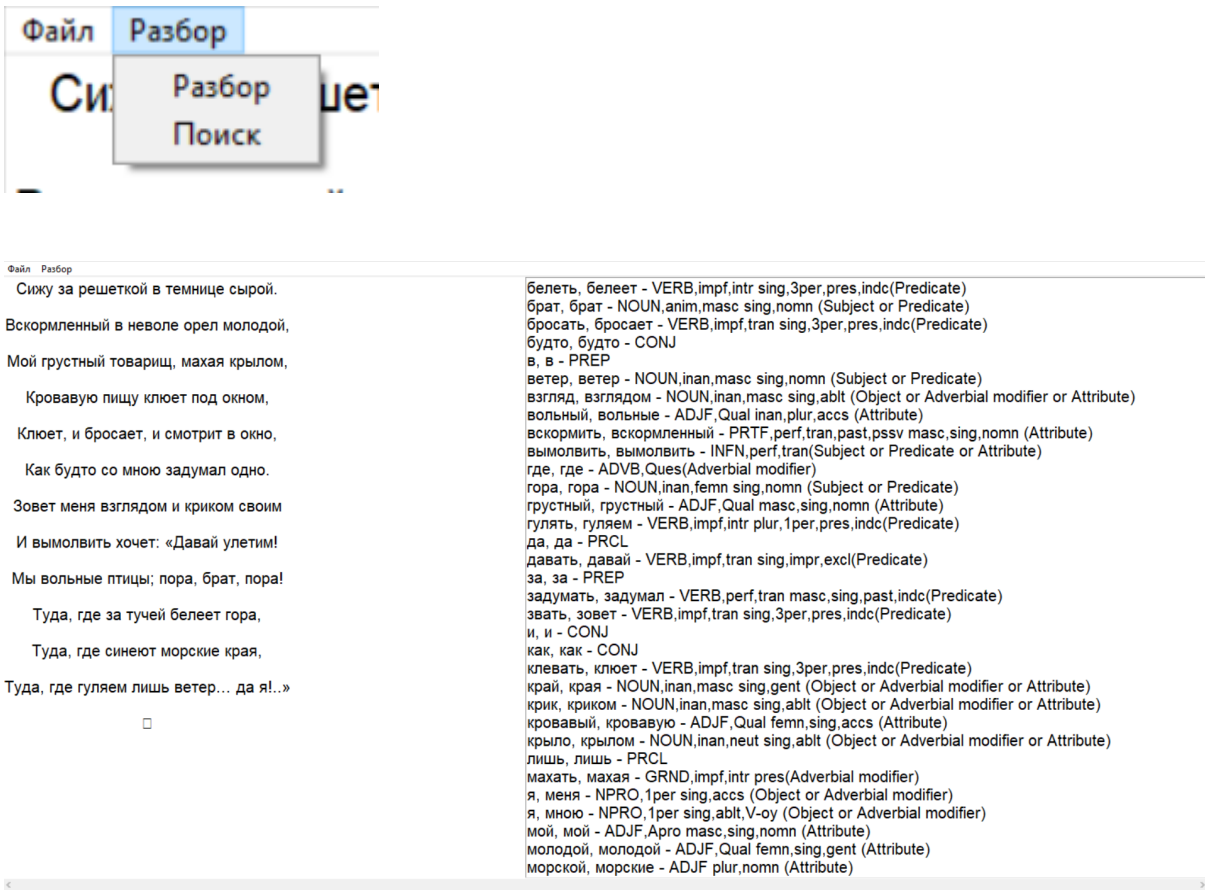 Файл Разбор
Разбор
Поиск
Файл Разбор
Сижу за решеткой в темнице сырой.
Вскормленный в неволе орел молодой,
Мой грустный товарищ, махая крылом,
Кровавую пищу клюет под окном,
Клюет, и бросает, и смотрит в окно,
Как будто со мною задумал одно.
Зовет меня взглядом и криком своим
И вымолвить хочет: «Давай улетим!
Мы вольные птицы; пора, брат, пора!
Туда, где за тучей белеет гора,
Туда, где синеют морские края,
Туда, где гуляем лишь ветер… да я!..»
белеть, белеет - VERB,impf,intr sing,3per,pres,indc(Predicate)
брат, брат - NOUN,anim,masc sing,nomn (Subject or Predicate)
бросать, бросает - VERB,impf,tran sing,3per,pres,indc(Predicate)
будто, будто - CONJ
в, в - PREP
ветер, ветер - NOUN,inan,masc sing,nomn (Subject or Predicate)
взгляд, взглядом - NOUN,inan,masc sing,ablt (Object or Adverbial modifier or Attribute)
вольный, вольные - ADJF,Qual inan,plur,accs (Attribute)
вскормить, вскормленный - PRTF,perf,tran,past,pssv masc,sing,nomn (Attribute)
вымолвить, вымолвить - INFN,perf,tran(Subject or Predicate or Attribute)
где, где - ADVB,Ques(Adverbial modifier)
гора, гора - NOUN,inan,femn sing,nomn (Subject or Predicate)
грустный, грустный - ADJF,Qual masc,sing,nomn (Attribute)
гулять, гуляем - VERB,impf,intr plur,1per,pres,indc(Predicate)
да, да - PRCL
давать, давай - VERB,impf,tran sing,impr,excl(Predicate)
за, за - PREP
задумать, задумал - VERB,perf,tran masc,sing,past,indc(Predicate)
звать, зовет - VERB,impf,tran sing,3per,pres,indc(Predicate)
и, и - CONJ
как, как - CONJ
клевать, клюет - VERB,impf,tran sing,3per,pres,indc(Predicate)
край, края - NOUN,inan,masc sing,gent (Object or Adverbial modifier or Attribute)
крик, криком - NOUN,inan,masc sing,ablt (Object or Adverbial modifier or Attribute)
кровавый, кровавую - ADJF,Qual femn,sing,accs (Attribute)
крыло, крылом - NOUN,inan,neut sing,ablt (Object or Adverbial modifier or Attribute)
лишь, лишь - PRCL
махать, махая - GRND,impf,intr pres(Adverbial modifier)
я, меня - NPRO,1per sing,accs (Object or Adverbial modifier)
я, мною - NPRO,1per sing,ablt,V-oy (Object or Adverbial modifier)
мой, мой - ADJF,Apro masc,sing,nomn (Attribute)
молодой, молодой - ADJF,Qual femn,sing,gent (Attribute)
морской, морские - ADJF plur,nomn (Attribute)